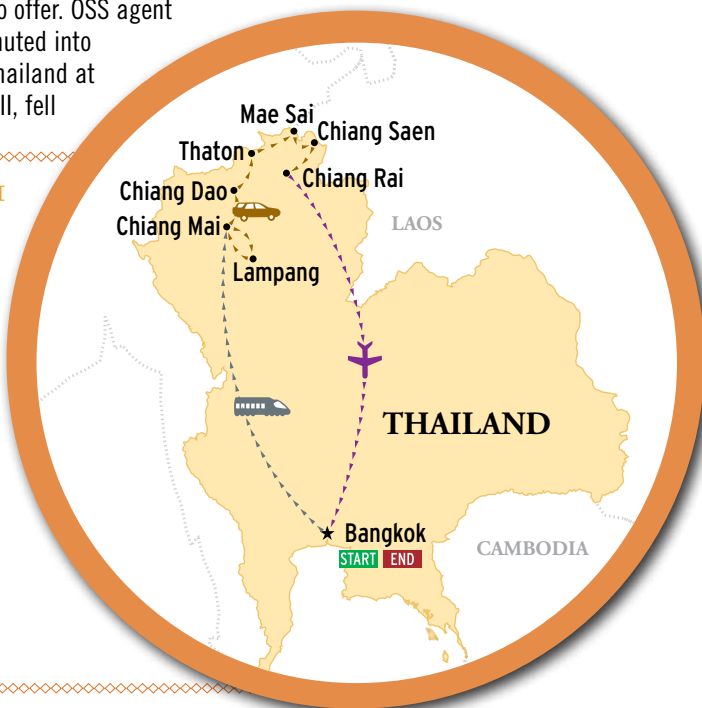 o offer. OSS agent
uted into
hailand at
II, fell
Mae Sai
Chiang Saen
Thaton
Chiang Rai
Chiang Dao
Chiang Mai
LAOS
Lampang
THAILAND
Bangkok
START END
CAMBODIA